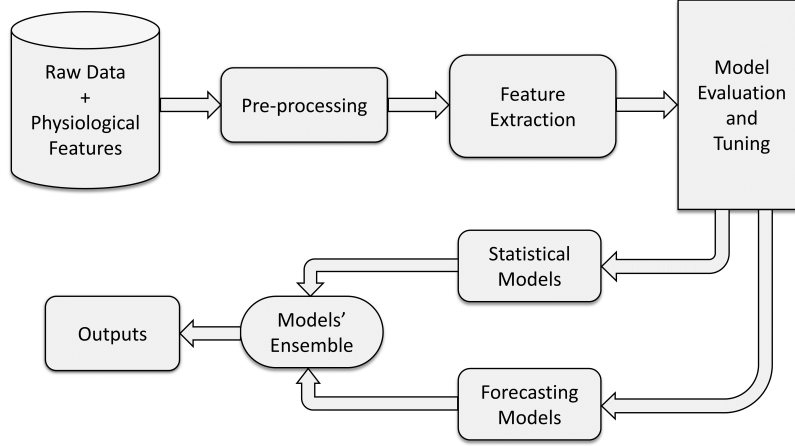 Raw Data
+
Physiological
Features
Pre-processing
Feature
Extraction
Model
Evaluation
and
Tuning
Statistical
Models
Models’
Ensemble
Outputs
Forecasting
Models